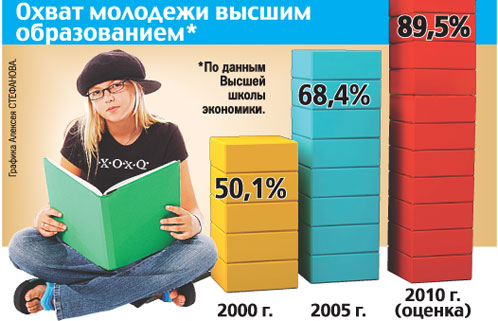 Охват молодежи высшим
образованием*
*По данным
Высшей
школы
экономики.
Графика Алексея СТЕФАНОВА.
X·O·X·O
50,1%
68,4%
89,5%
2000 г.
2005 г.
2010 г.
(оценка)